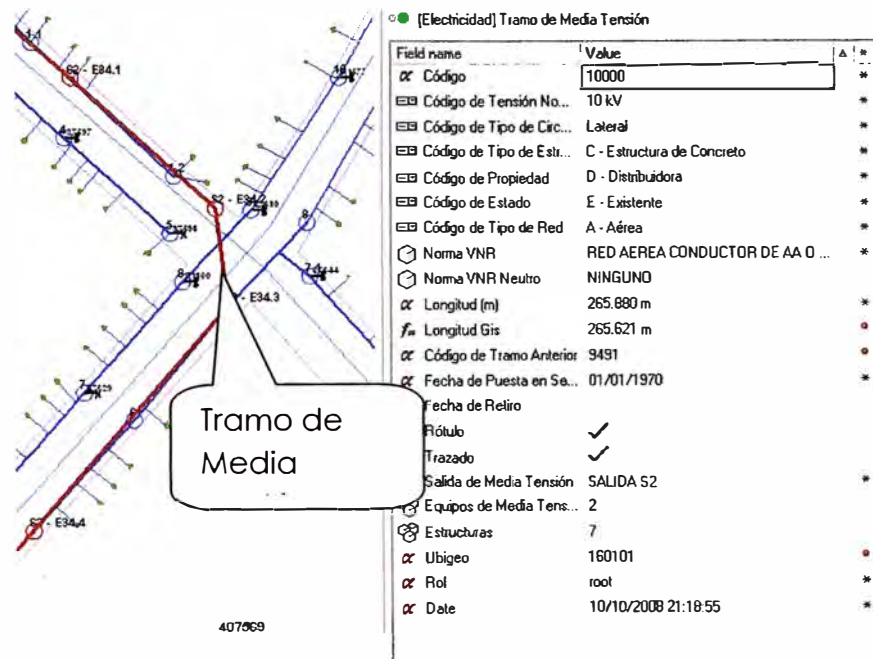 [Electricidad] Tramo de Media Tensión
Field name Value
Código 10000
Código de Tensión No... 10 kV
Código de Tipo de Circ... Lateral
Código de Tipo de Estr... C - Estructura de Concreto
Código de Propiedad D - Distribuidora
Código de Estado E - Existente
Código de Tipo de Red A - Aérea
Norma VNR RED AEREA CONDUCTOR DE AA O ...
Norma VNR Neutro NINGUNO
Longitud (m) 265.880 m
Longitud Gis 265.621 m
Código de Tramo Anterior 9491
Fecha de Puesta en Se... 01/01/1970
Fecha de Retiro
Rótulo ✓
Trazado ✓
Salida de Media Tensión SALIDA S2
Equipos de Media Tens... 2
Estructuras 7
Ubigeo 160101
Rol root
Date 10/10/2008 21:18:55
S2 - E34.1
S2 - E34.2
- E34.3
S2 - E34.4
Tramo de
Media
407969